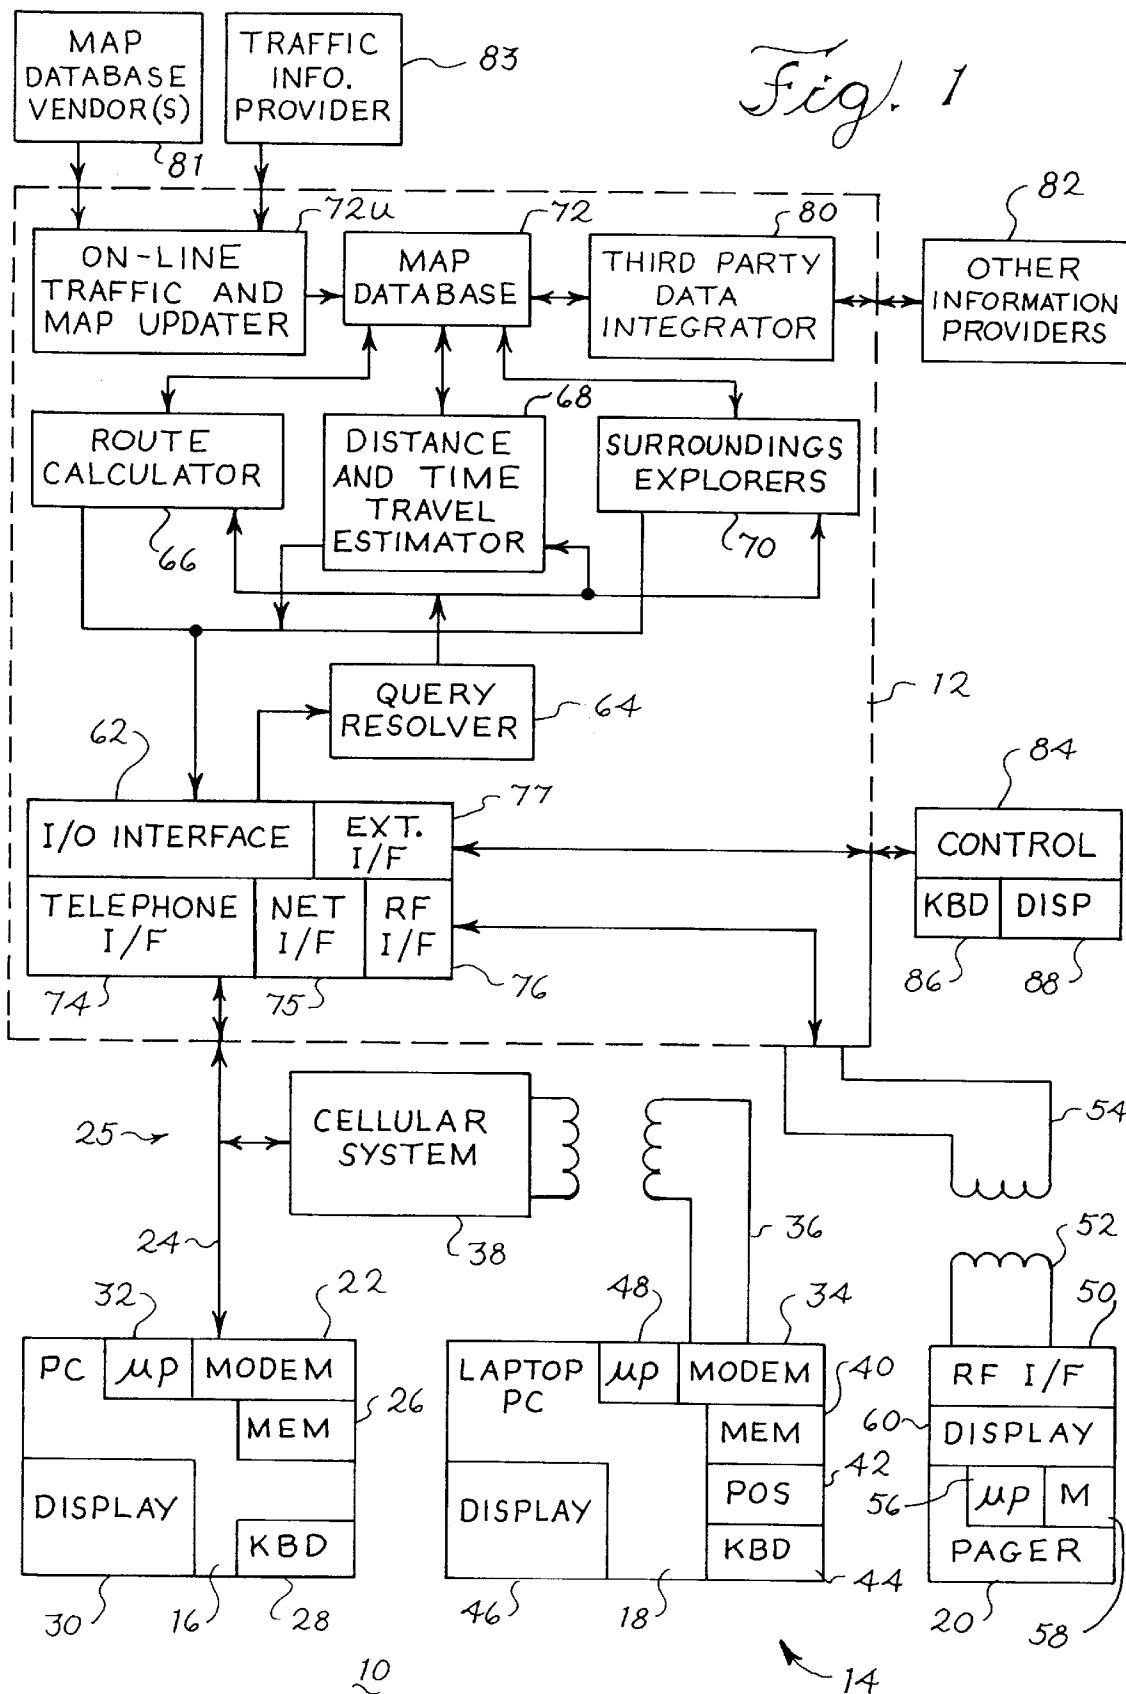 MAP
DATABASE
VENDOR(S)
81
TRAFFIC
INFO.
PROVIDER
83
Fig. 1
72u
ON-LINE
TRAFFIC AND
MAP UPDATER
72
MAP
DATABASE
80
THIRD PARTY
DATA
INTEGRATOR
82
OTHER
INFORMATION
PROVIDERS
ROUTE
CALCULATOR
66
68
DISTANCE
AND TIME
TRAVEL
ESTIMATOR
SURROUNDINGS
EXPLORERS
70
QUERY
RESOLVER
64
12
62
I/O INTERFACE
77
EXT.
I/F
TELEPHONE
I/F
74
NET
I/F
75
RF
I/F
76
84
CONTROL
KBD
DISP
86
88
25
CELLULAR
SYSTEM
38
24
36
54
52
32
22
PC
μp
MODEM
MEM
26
DISPLAY
KBD
30
16
28
48
34
LAPTOP
PC
μp
MODEM
40
MEM
42
POS
DISPLAY
KBD
44
46
18
50
RF I/F
60
DISPLAY
56
μp
M
PAGER
20
58
10
14